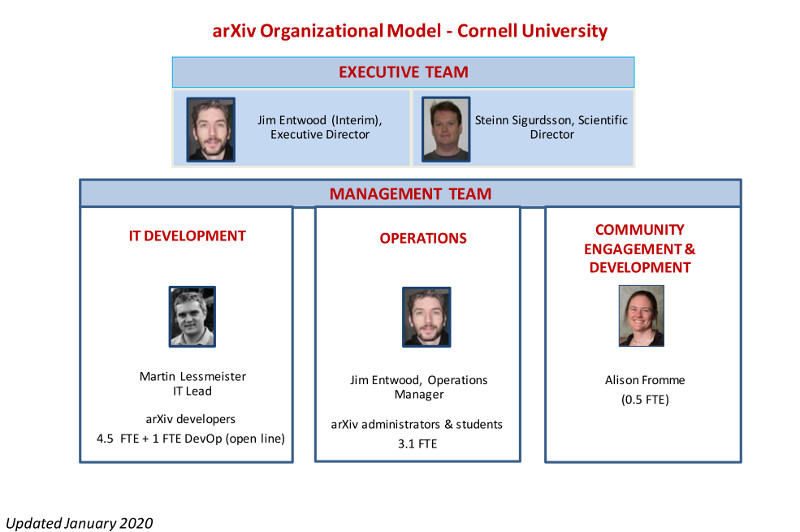 arXiv Organizational Model - Cornell University
EXECUTIVE TEAM
Jim Entwood (Interim),
Executive Director
Steinn Sigurdsson, Scientific
Director
MANAGEMENT TEAM
IT DEVELOPMENT
Martin Lessmeister
IT Lead
arXiv developers
4.5 FTE + 1 FTE DevOp (open line)
OPERATIONS
Jim Entwood, Operations
Manager
arXiv administrators & students
3.1 FTE
COMMUNITY
ENGAGEMENT &
DEVELOPMENT
Alison Fromme
(0.5 FTE)
Updated January 2020